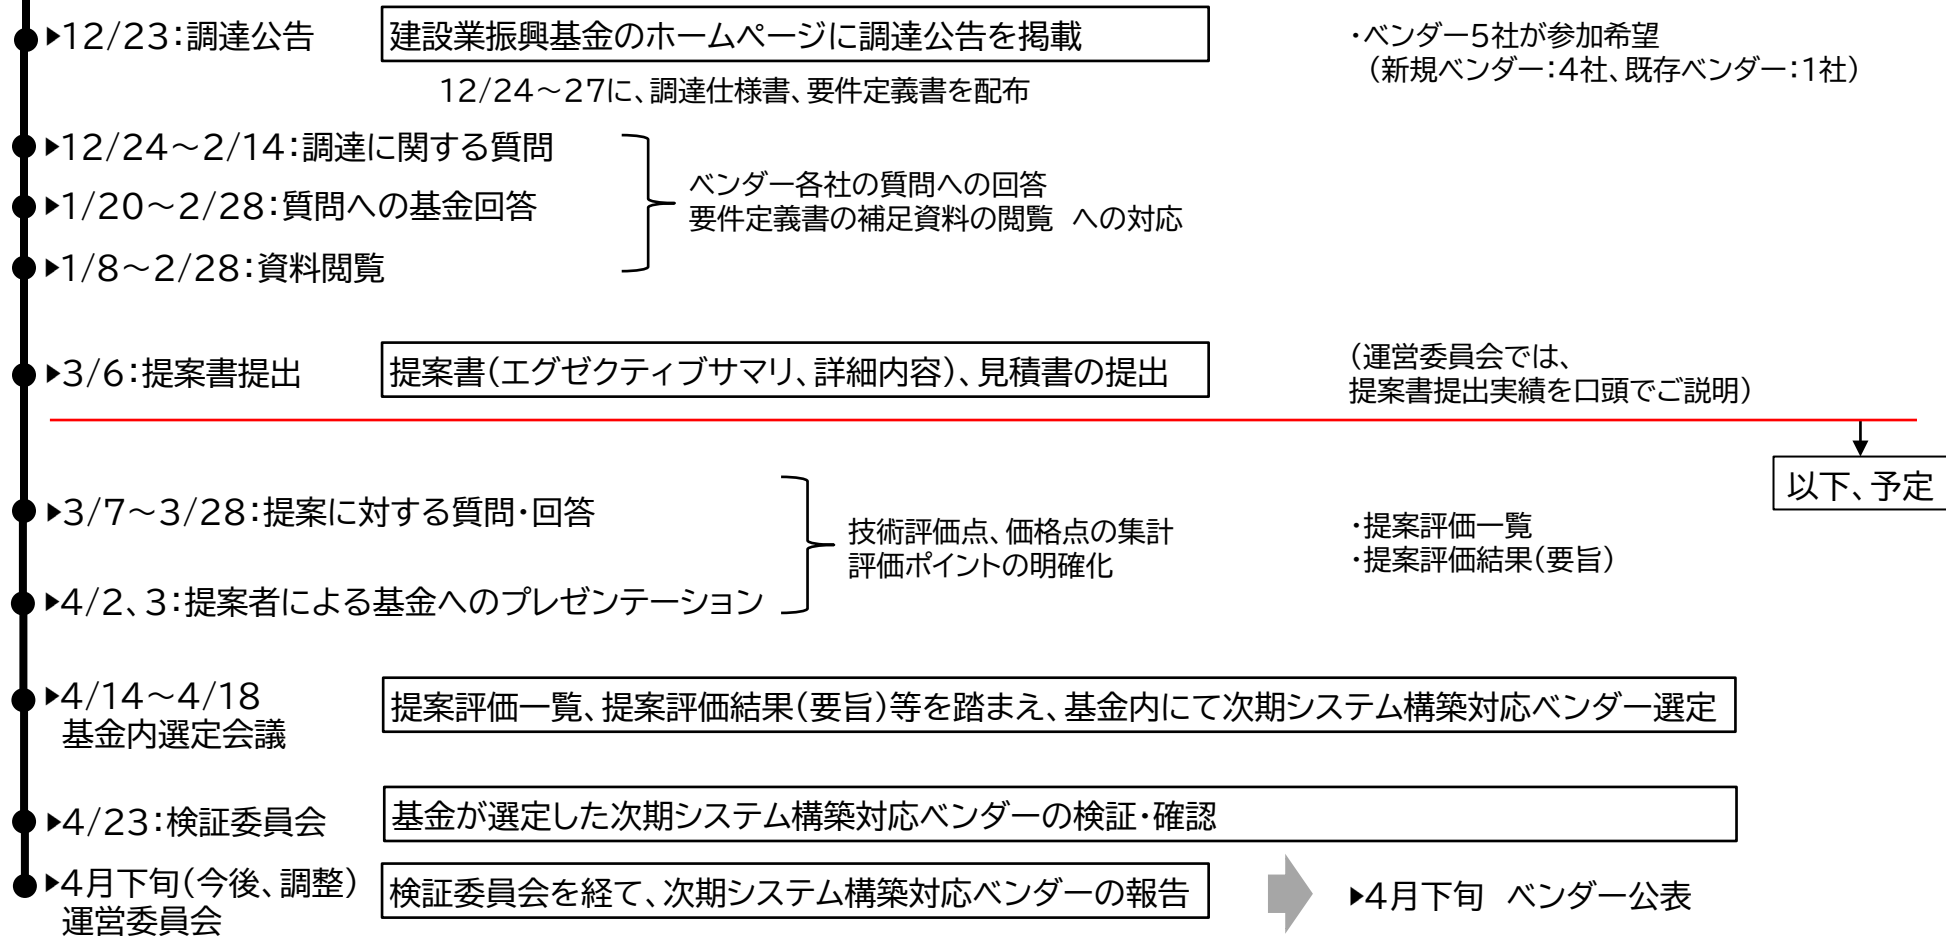 ▶12/23：調達公告
建設業振興基金のホームページに調達公告を掲載
・ベンダー5社が参加希望
（新規ベンダー：4社、既存ベンダー：1社）
12/24～27に、調達仕様書、要件定義書を配布
▶12/24～2/14：調達に関する質問
▶1/20～2/28：質問への基金回答
▶1/8～2/28：資料閲覧
ベンダー各社の質問への回答
要件定義書の補足資料の閲覧　への対応
▶3/6：提案書提出
提案書（エグゼクティブサマリ、詳細内容）、見積書の提出
（運営委員会では、
提案書提出実績を口頭でご説明）
以下、予定
▶3/7～3/28：提案に対する質問・回答
▶4/2、3：提案者による基金へのプレゼンテーション
技術評価点、価格点の集計
評価ポイントの明確化
・提案評価一覧
・提案評価結果（要旨）
▶4/14～4/18
基金内選定会議
提案評価一覧、提案評価結果（要旨）等を踏まえ、基金内にて次期システム構築対応ベンダー選定
▶4/23：検証委員会
基金が選定した次期システム構築対応ベンダーの検証・確認
▶4月下旬（今後、調整）
運営委員会
検証委員会を経て、次期システム構築対応ベンダーの報告
▶4月下旬　ベンダー公表